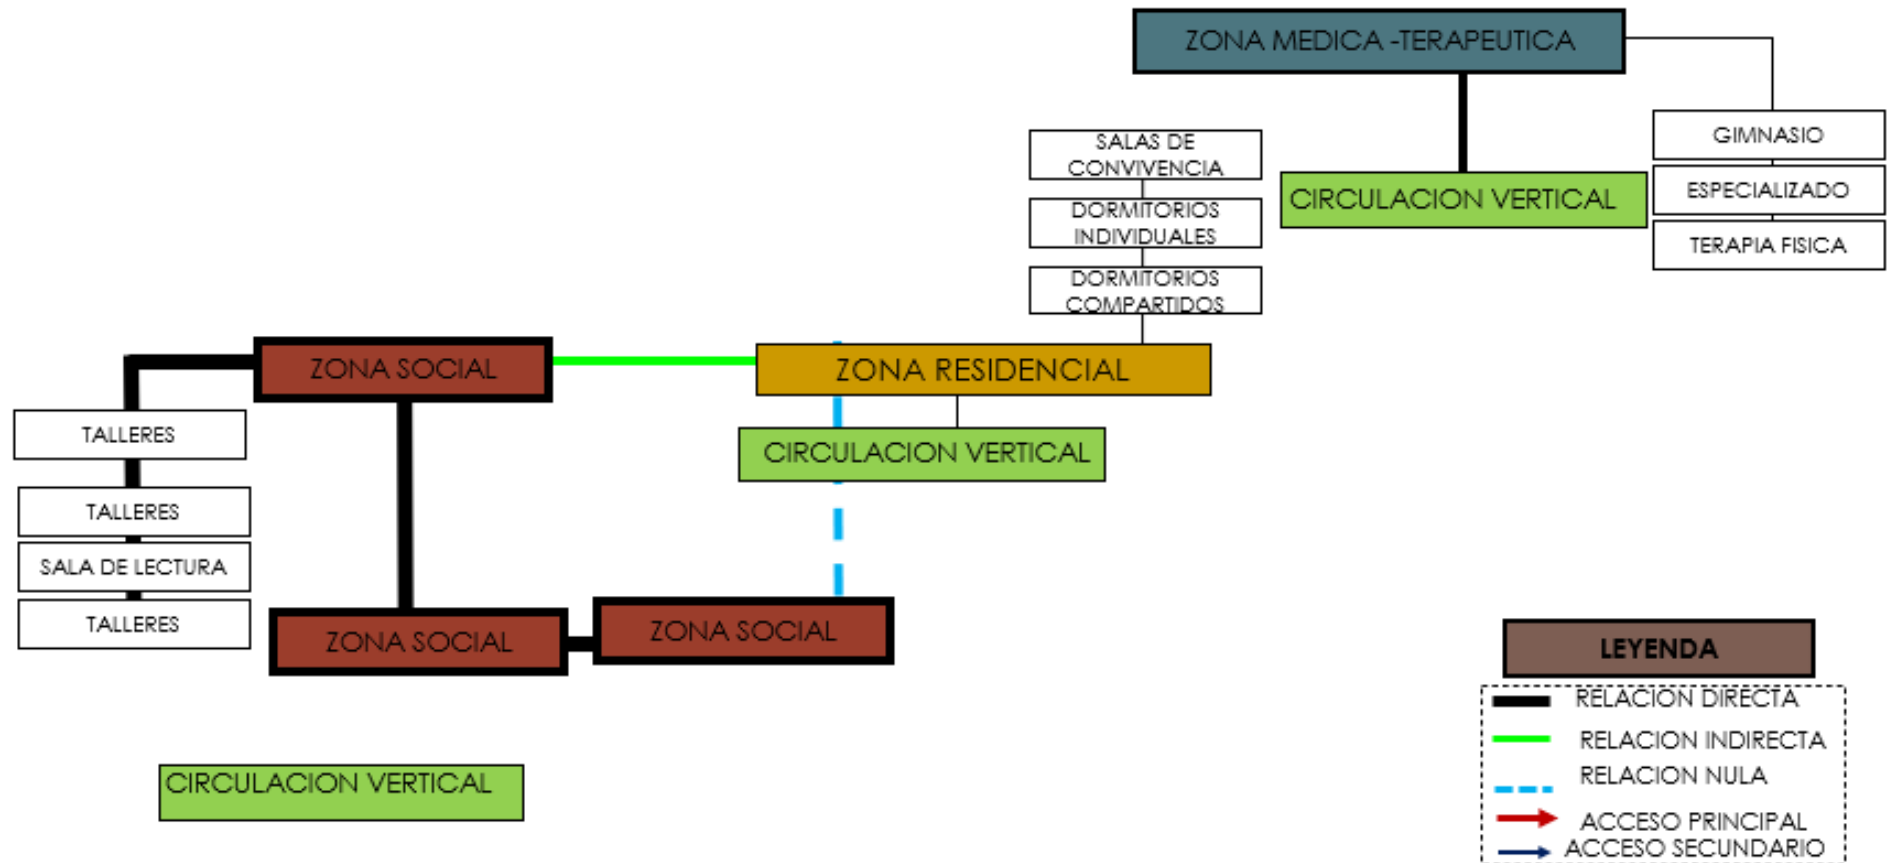 ZONA MEDICA -TERAPEUTICA
SALAS DE
CONVIVENCIA
GIMNASIO
CIRCULACION VERTICAL
ESPECIALIZADO
DORMITORIOS
INDIVIDUALES
TERAPIA FISICA
DORMITORIOS
COMPARTIDOS
ZONA SOCIAL
ZONA RESIDENCIAL
TALLERES
CIRCULACION VERTICAL
TALLERES
SALA DE LECTURA
TALLERES
ZONA SOCIAL
ZONA SOCIAL
CIRCULACION VERTICAL
LEYENDA
RELACION DIRECTA
RELACION INDIRECTA
RELACION NULA
ACCESO PRINCIPAL
ACCESO SECUNDARIO